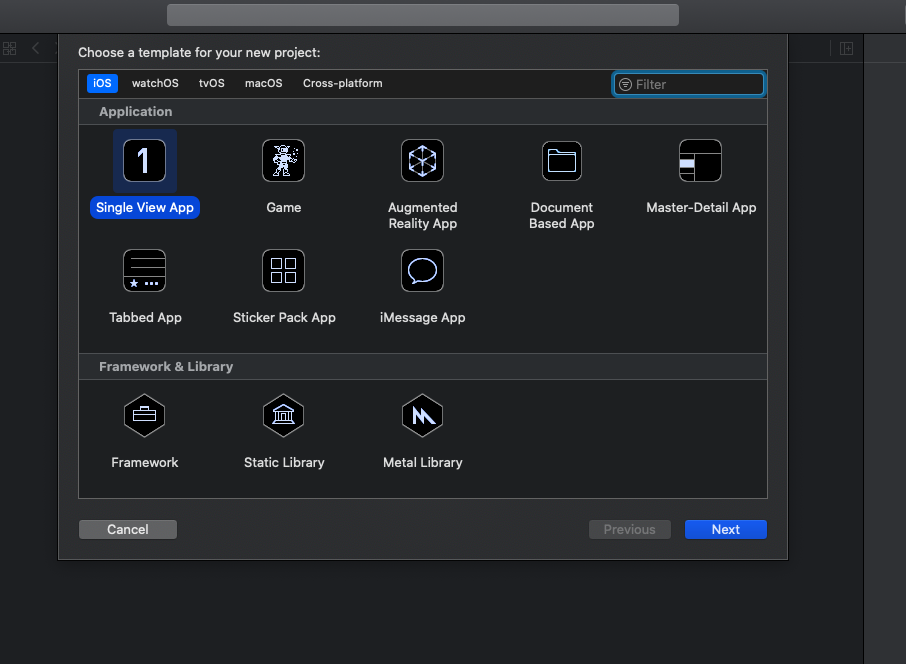 Choose a template for your new project:
iOS watchOS tvOS macOS Cross-platform Filter
Application
1
Single View App Game Augmented Reality App Document Based App Master-Detail App
Tabbed App Sticker Pack App iMessage App
Framework & Library
Framework Static Library Metal Library
Cancel Previous Next